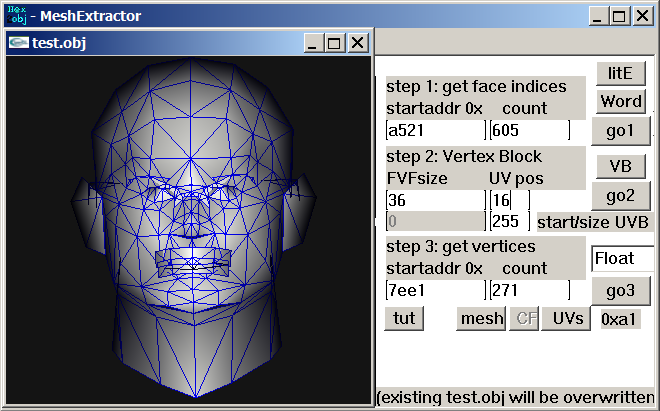 Hex obj - MeshExtractor
test.obj
step 1: get face indices
litE
startaddr 0x count
Word
a521 605
go1
step 2: Vertex Block
VB
FVFsize UV pos
36 16
go2
0 255 start/size UVB
step 3: get vertices
startaddr 0x count
Float
7ee1 271
go3
tut mesh CF UVs 0xa1
(existing test.obj will be overwritten